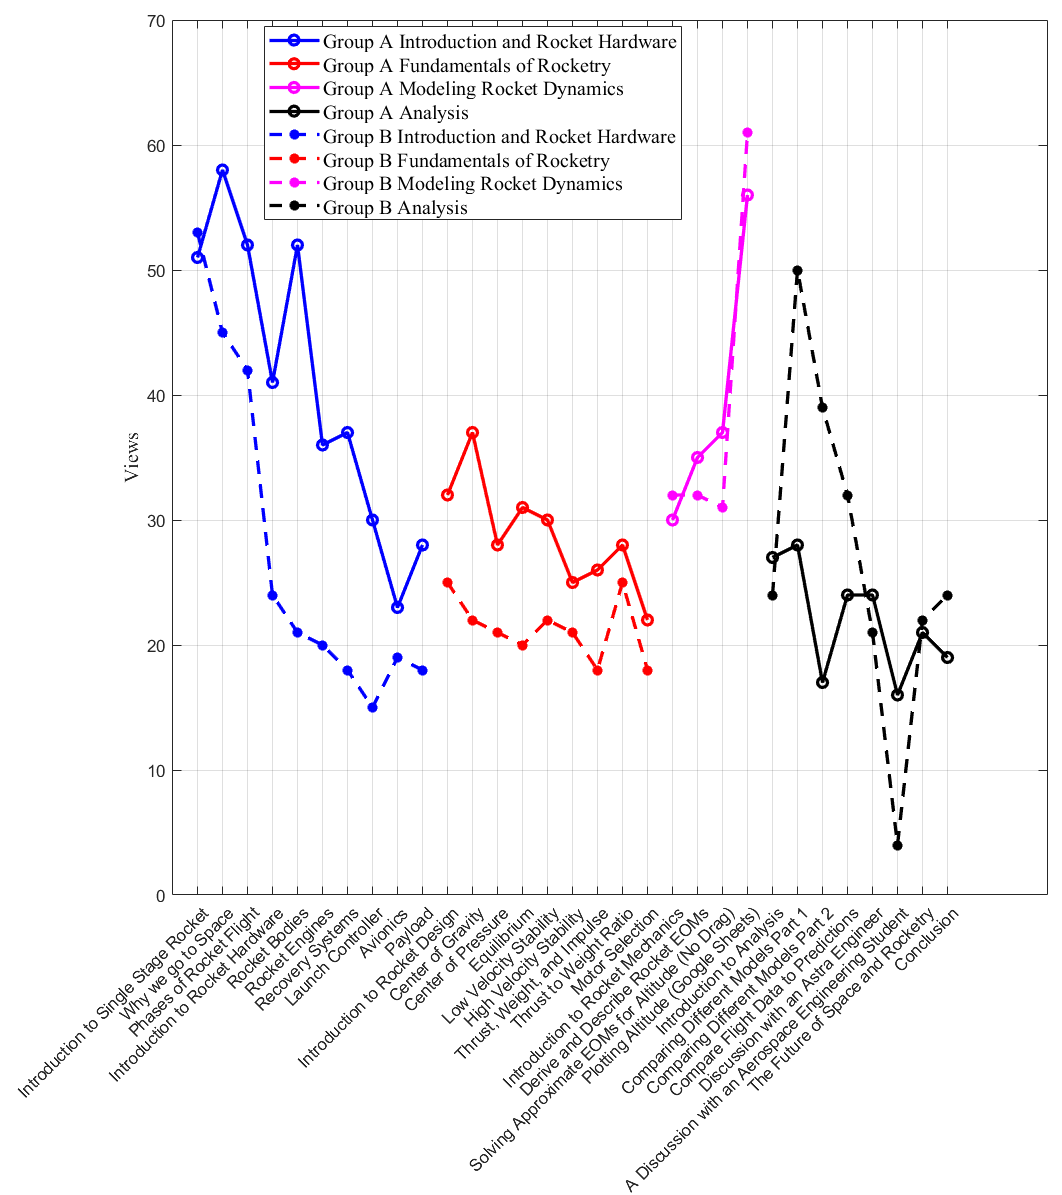 70
60
50
40
30
20
10
0
Views
Group A Introduction and Rocket Hardware
Group A Fundamentals of Rocketry
Group A Modeling Rocket Dynamics
Group A Analysis
Group B Introduction and Rocket Hardware
Group B Fundamentals of Rocketry
Group B Modeling Rocket Dynamics
Group B Analysis
Introduction to Single Stage Rocket
Why we go to Space
Phases of Rocket Flight
Introduction to Rocket Hardware
Rocket Bodies
Rocket Engines
Recovery Systems
Launch Controller
Avionics
Payload
Introduction to Rocket Design
Center of Gravity
Center of Pressure
Equilibrium
Low Velocity Stability
High Velocity Stability
Thrust, Weight, and Impulse
Thrust to Weight Ratio
Motor Selection
Introduction to Rocket Mechanics
Derive and Describe Rocket EOMs
Solving Approximate EOMs for Altitude (No Drag)
Plotting Altitude (Google Sheets)
Introduction to Analysis
Comparing Different Models Part 1
Comparing Different Models Part 2
Compare Flight Data to Predictions
Discussion with an Astra Engineer
A Discussion with an Aerospace Engineering Student
The Future of Space and Rocketry
Conclusion